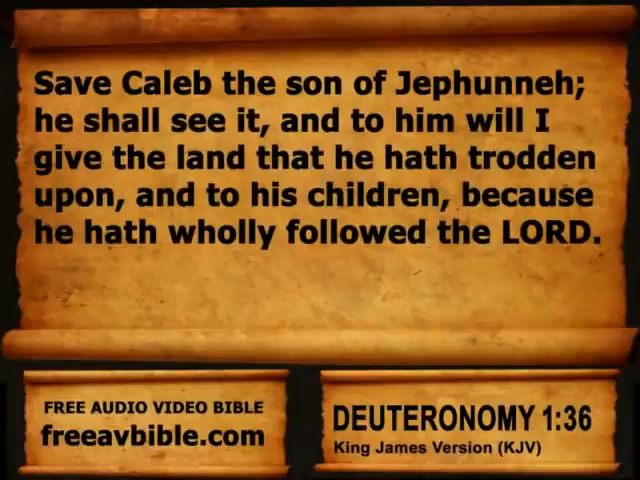 Save Caleb the son of Jephunneh;
he shall see it, and to him will I
give the land that he hath trodden
upon, and to his children, because
he hath wholly followed the LORD.
FREE AUDIO VIDEO BIBLE
freeavbible.com
DEUTERONOMY 1:36
King James Version (KJV)